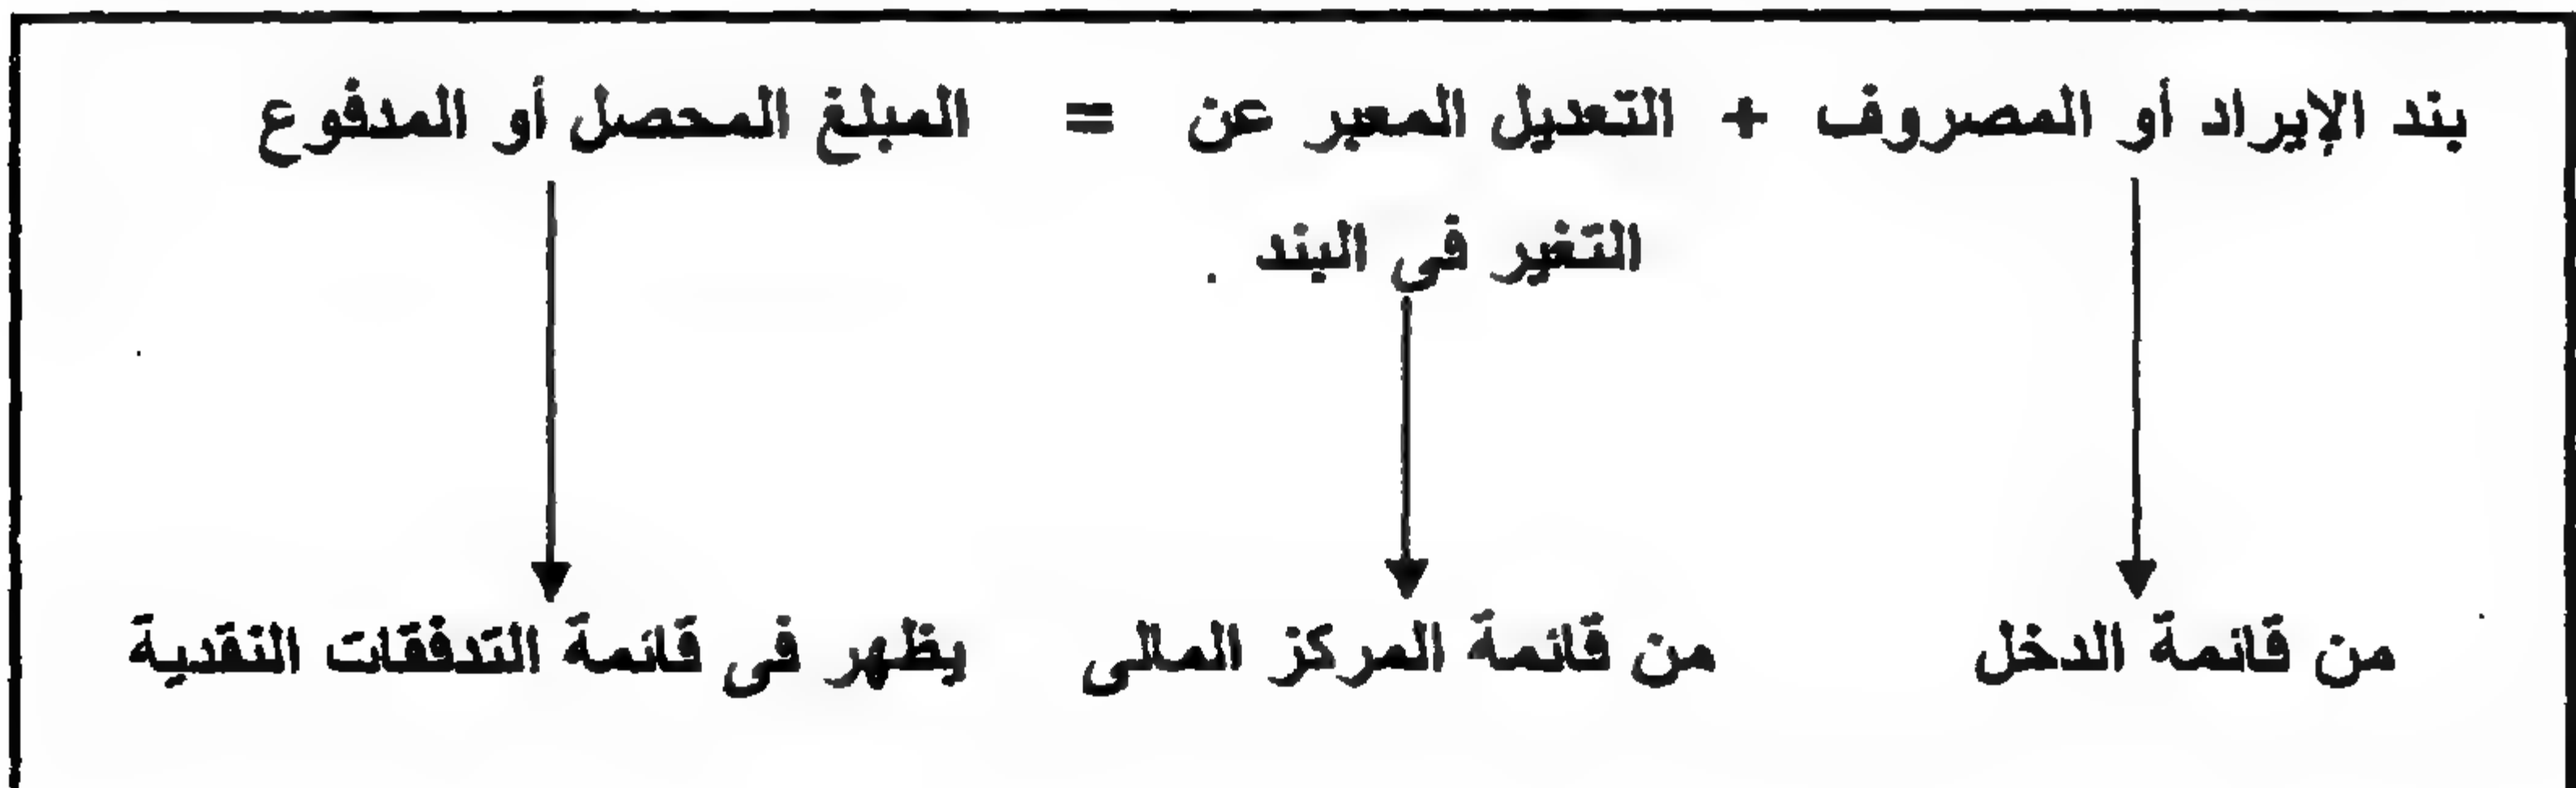 بند الإيراد أو المصروف + التعديل المعبر عن = المبلغ المحصل أو المدفوع
التغير فى البند .
من قائمة الدخل من قائمة المركز المالى يظهر فى قائمة التدفقات النقدية